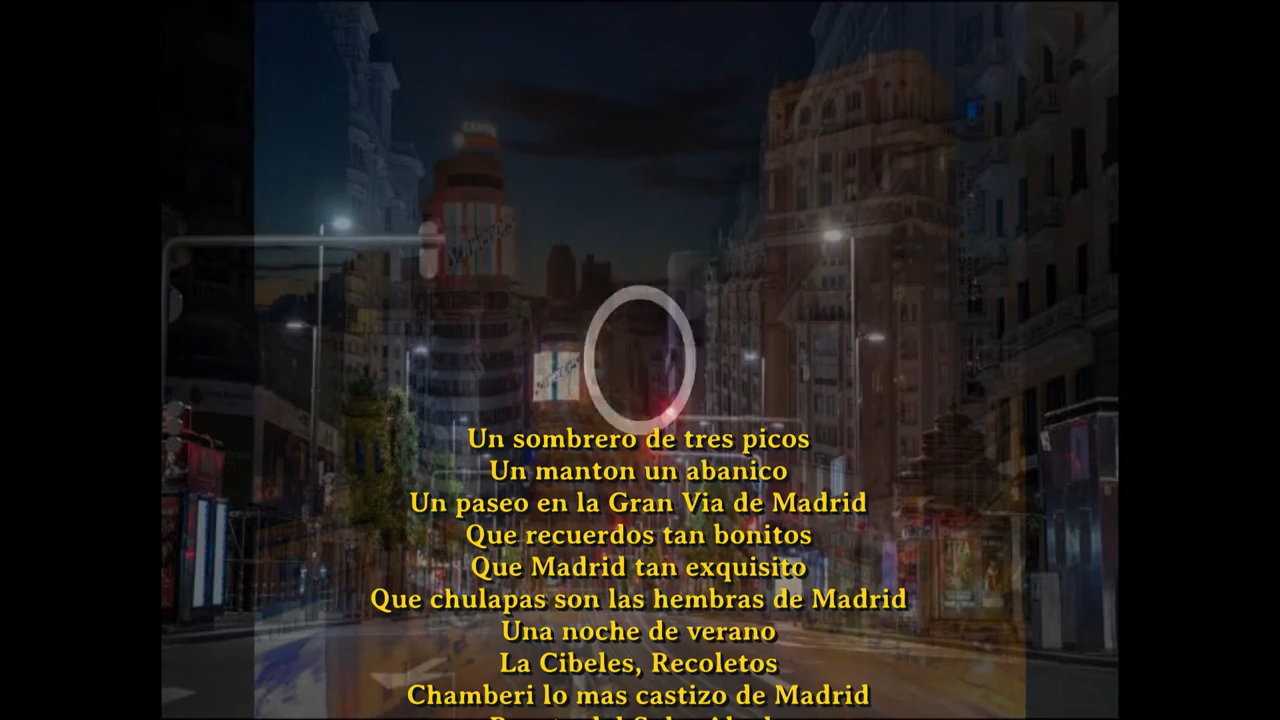 Un sombrero de tres picos
Un manton un abanico
Un paseo en la Gran Via de Madrid
Que recuerdos tan bonitos
Que Madrid tan exquisito
Que chulapas son las hembras de Madrid
Una noche de verano
La Cibeles, Recoletos
Chamberi lo mas castizo de Madrid